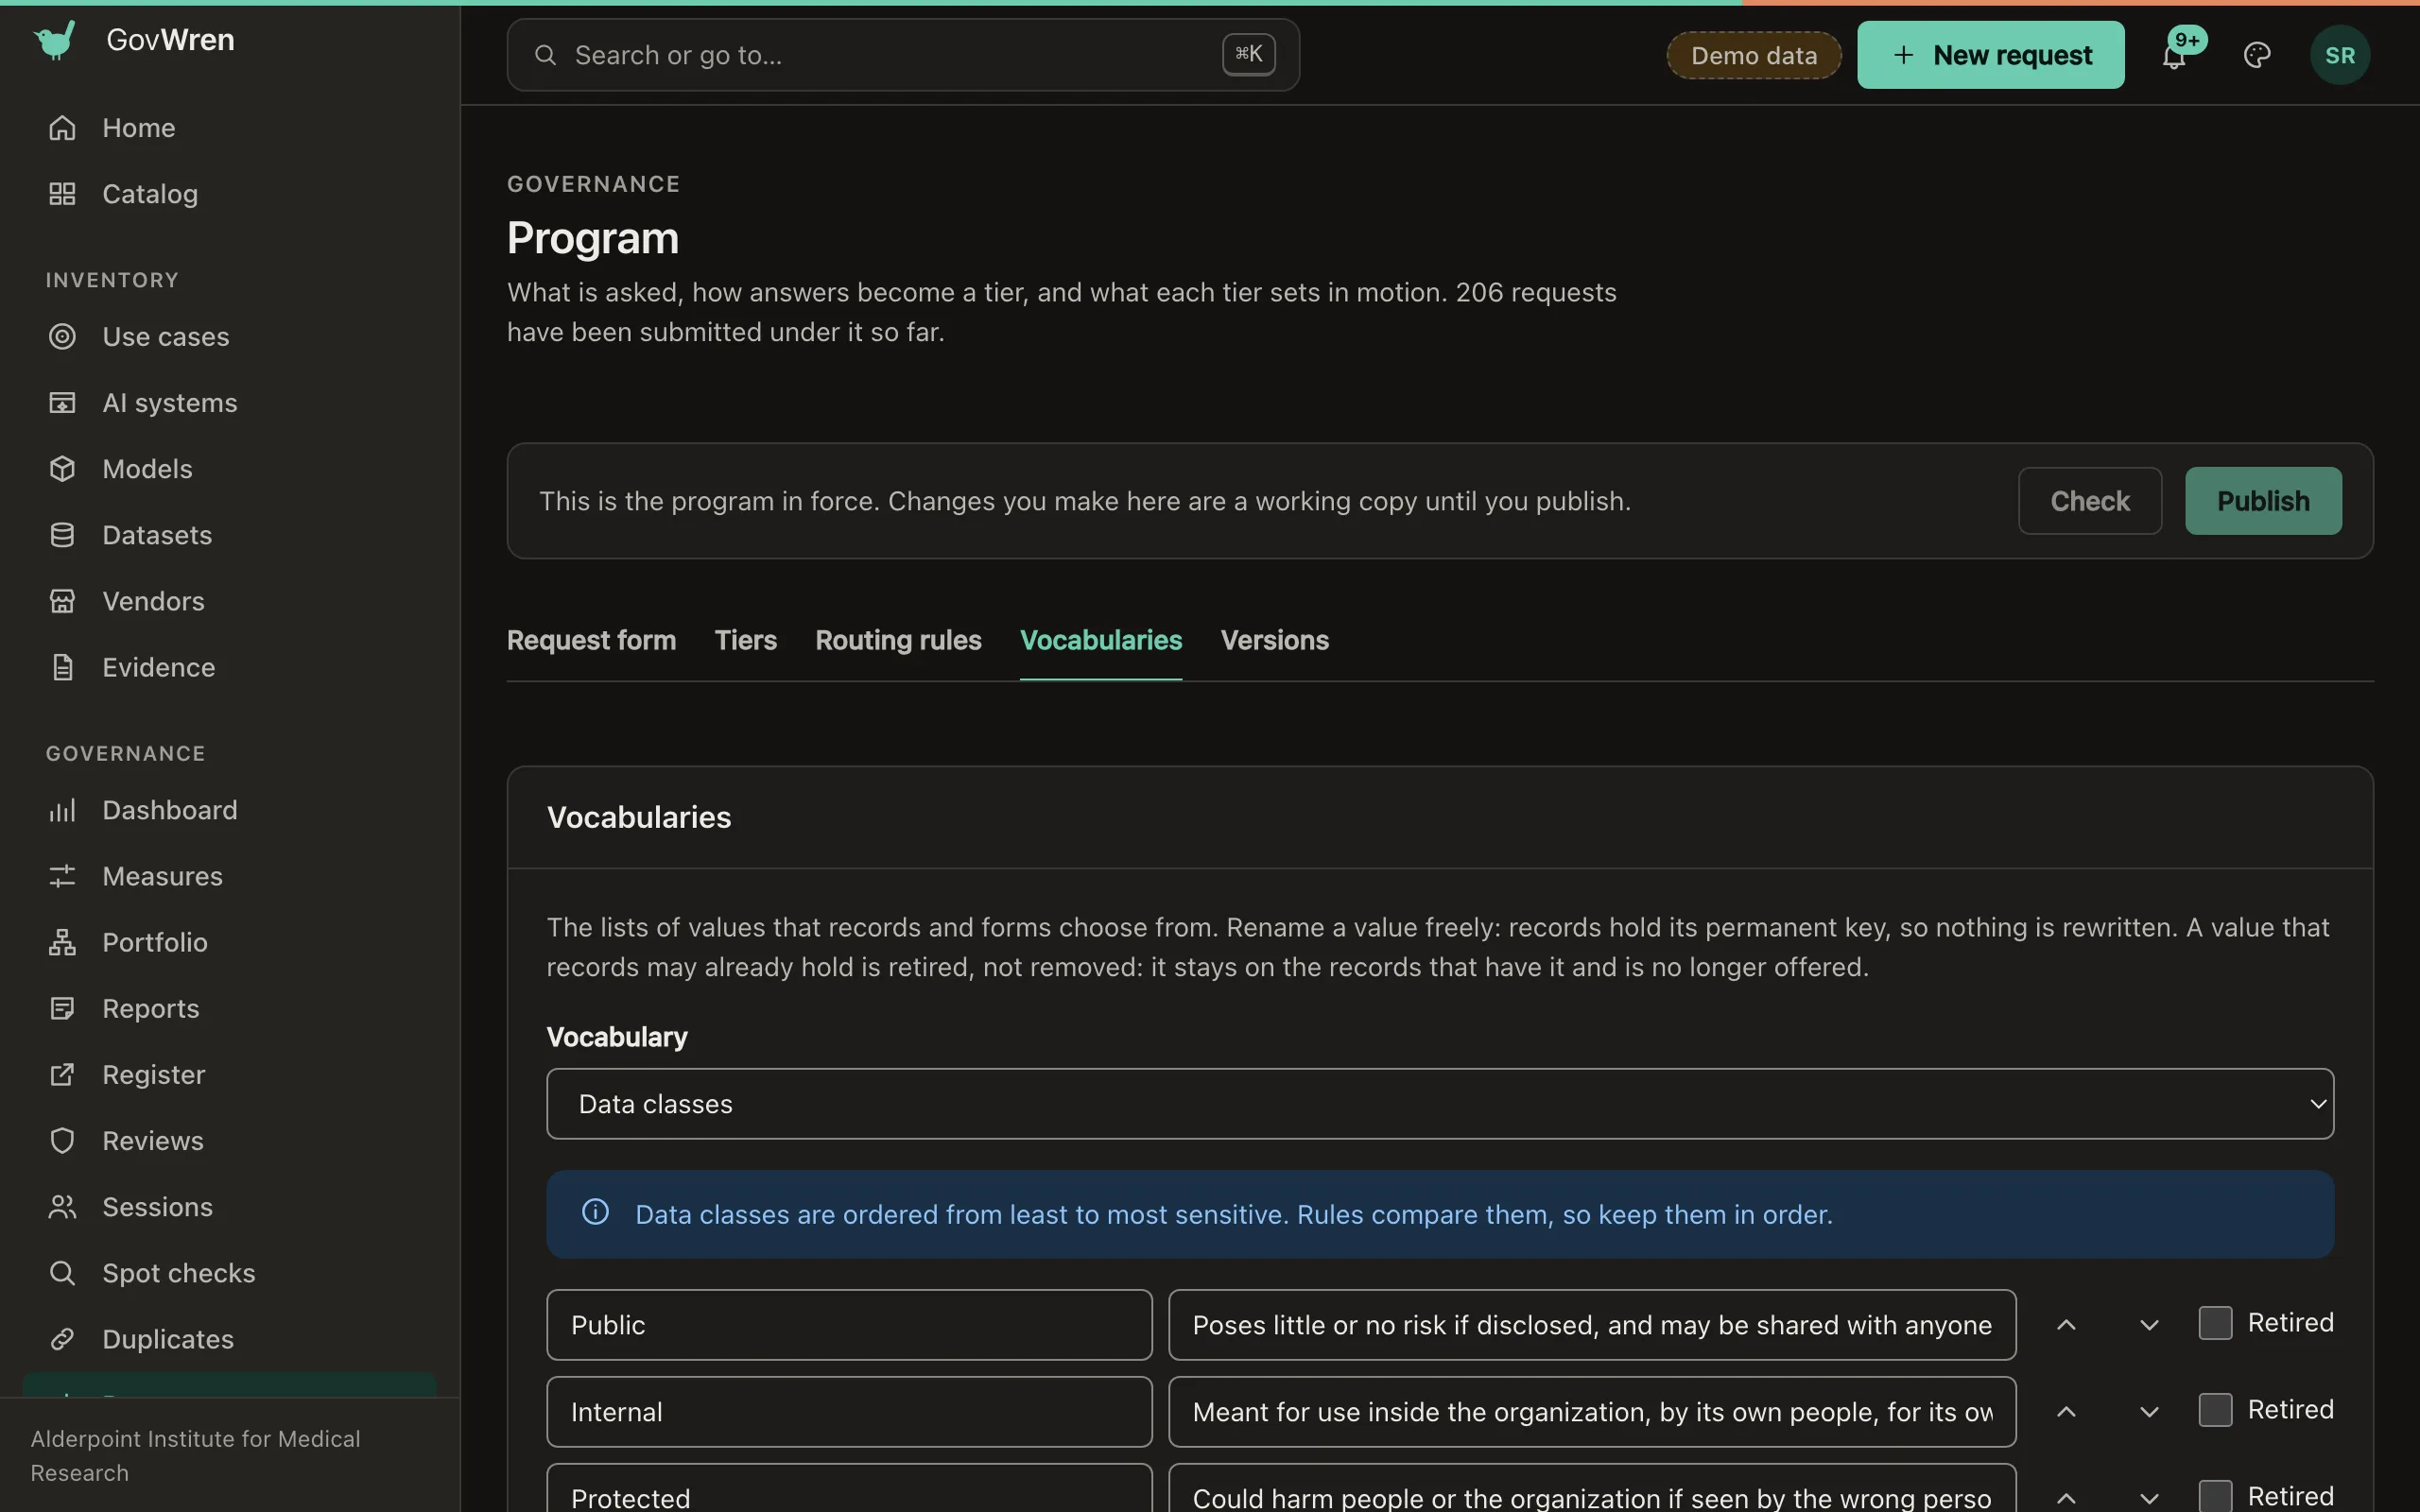 GovWren
Search or go to...
⌘K
Demo data
+ New request
9+
SR
Home
Catalog
INVENTORY
Use cases
AI systems
Models
Datasets
Vendors
Evidence
GOVERNANCE
Dashboard
Measures
Portfolio
Reports
Register
Reviews
Sessions
Spot checks
Duplicates
Alderpoint Institute for Medical
Research
GOVERNANCE
Program
What is asked, how answers become a tier, and what each tier sets in motion. 206 requests
have been submitted under it so far.
This is the program in force. Changes you make here are a working copy until you publish.
Check
Publish
Request form
Tiers
Routing rules
Vocabularies
Versions
Vocabularies
The lists of values that records and forms choose from. Rename a value freely: records hold its permanent key, so nothing is rewritten. A value that
records may already hold is retired, not removed: it stays on the records that have it and is no longer offered.
Vocabulary
Data classes
Data classes are ordered from least to most sensitive. Rules compare them, so keep them in order.
Public
Poses little or no risk if disclosed, and may be shared with anyone
Retired
Internal
Meant for use inside the organization, by its own people, for its ow
Retired
Protected
Could harm people or the organization if seen by the wrong perso
Retired